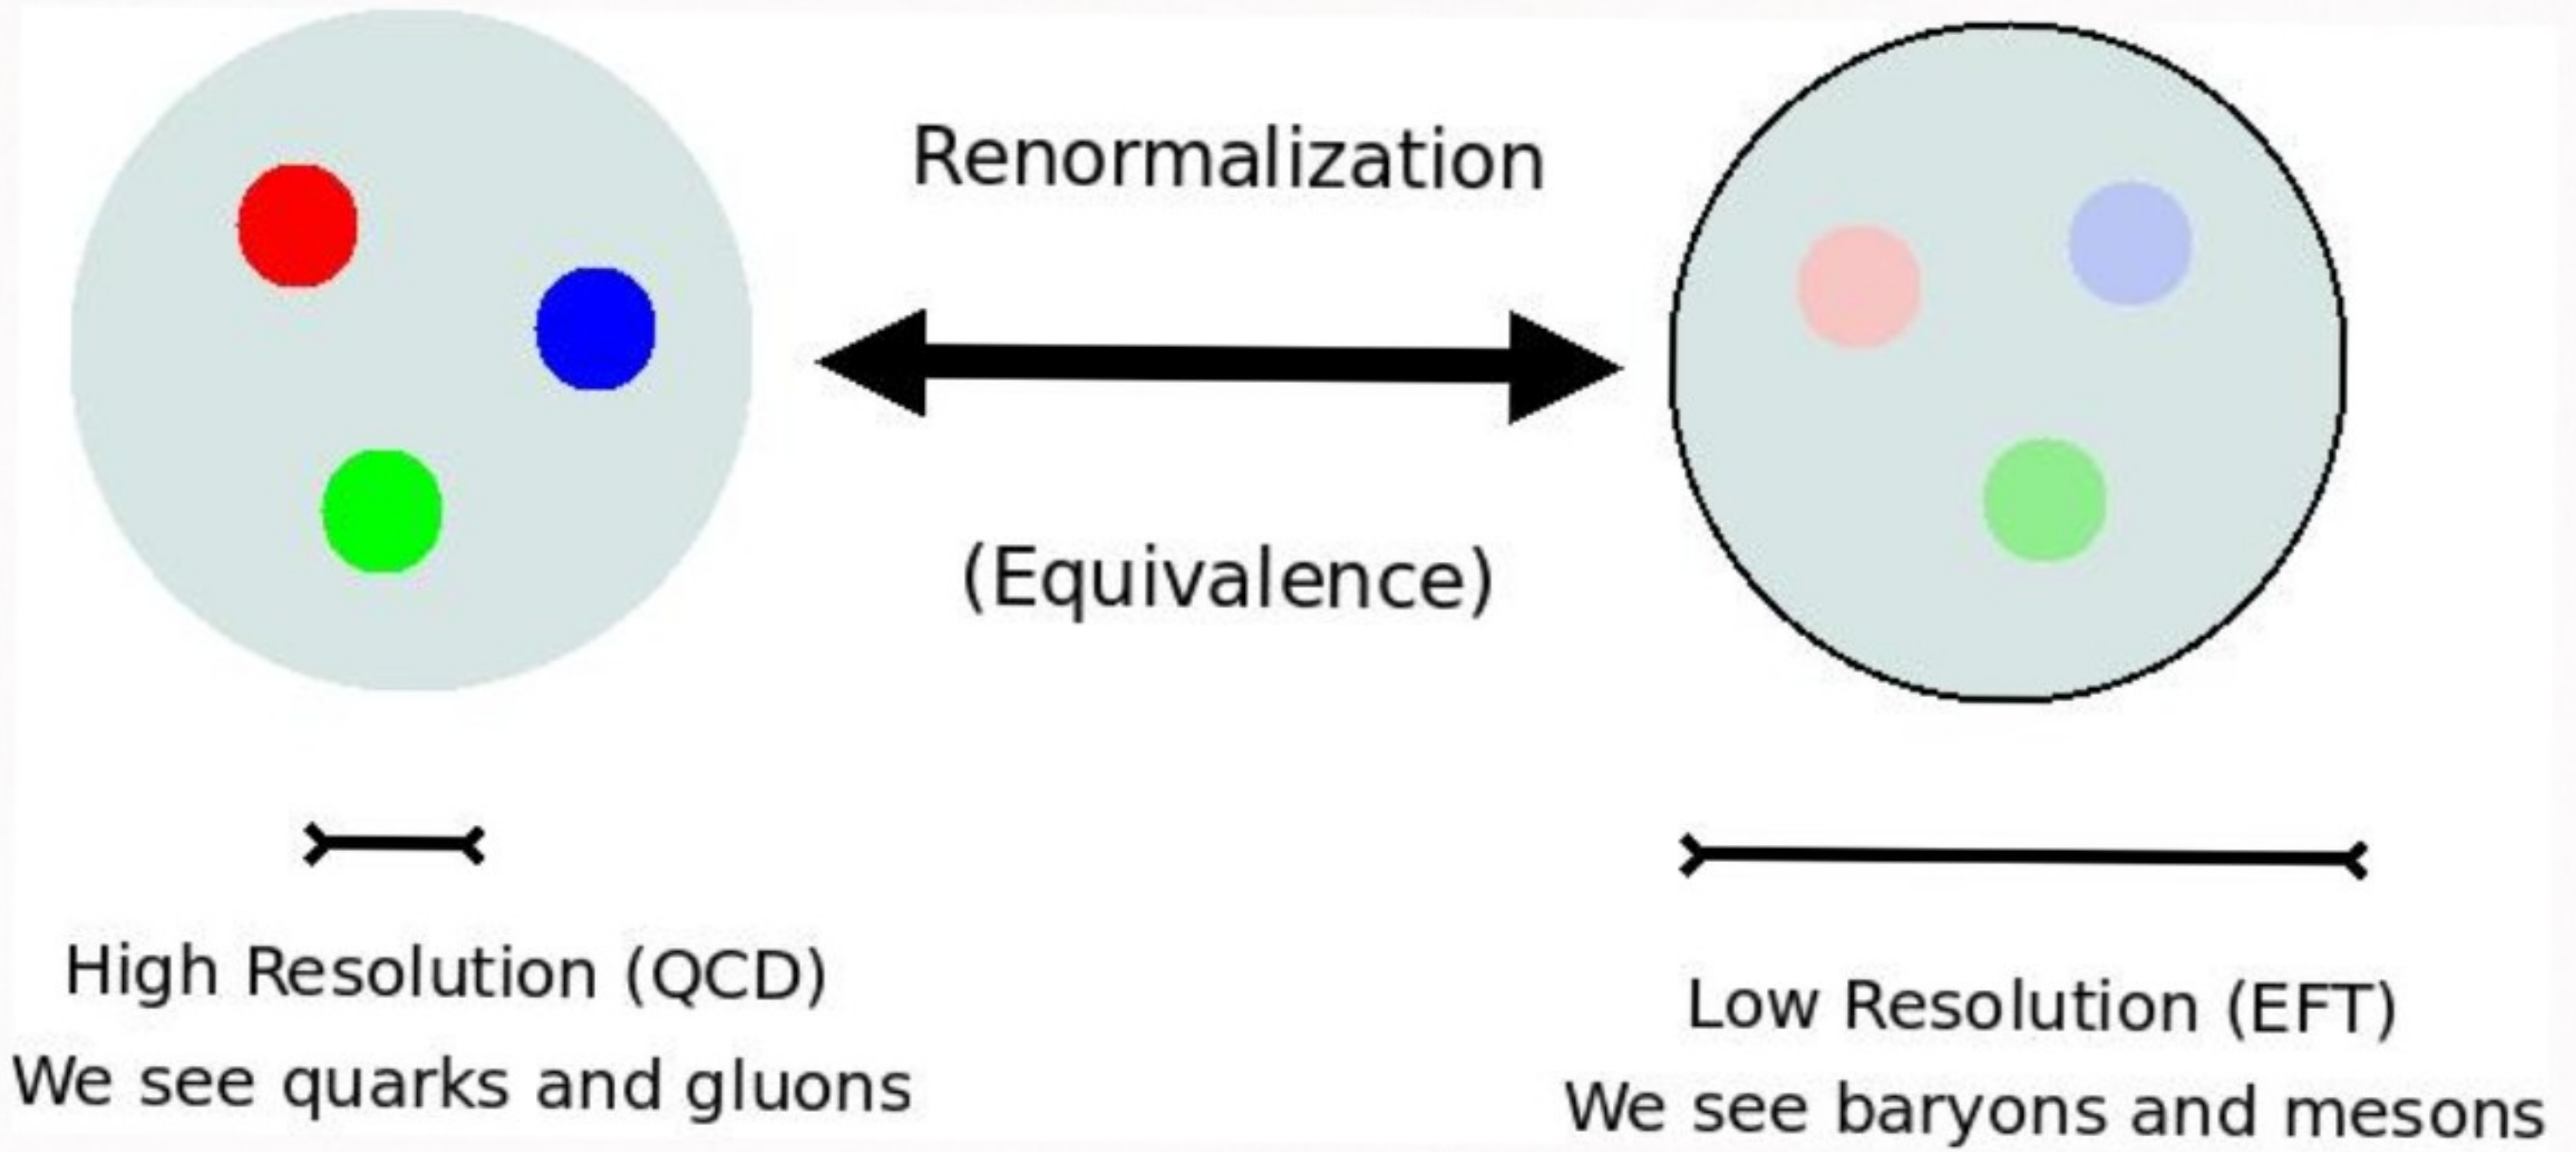 Renormalization
(Equivalence)
High Resolution (QCD)
We see quarks and gluons
Low Resolution (EFT)
We see baryons and mesons